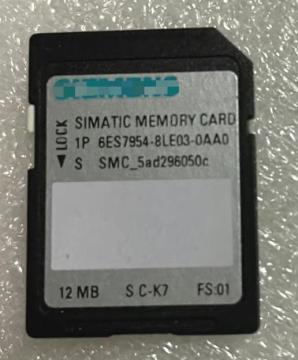 SIEMENS
LOCK
SIMATIC MEMORY CARD
1P 6ES7954-8LE03-0AA0
S SMC_5ad296050c
12 MB S C-K7 FS:01